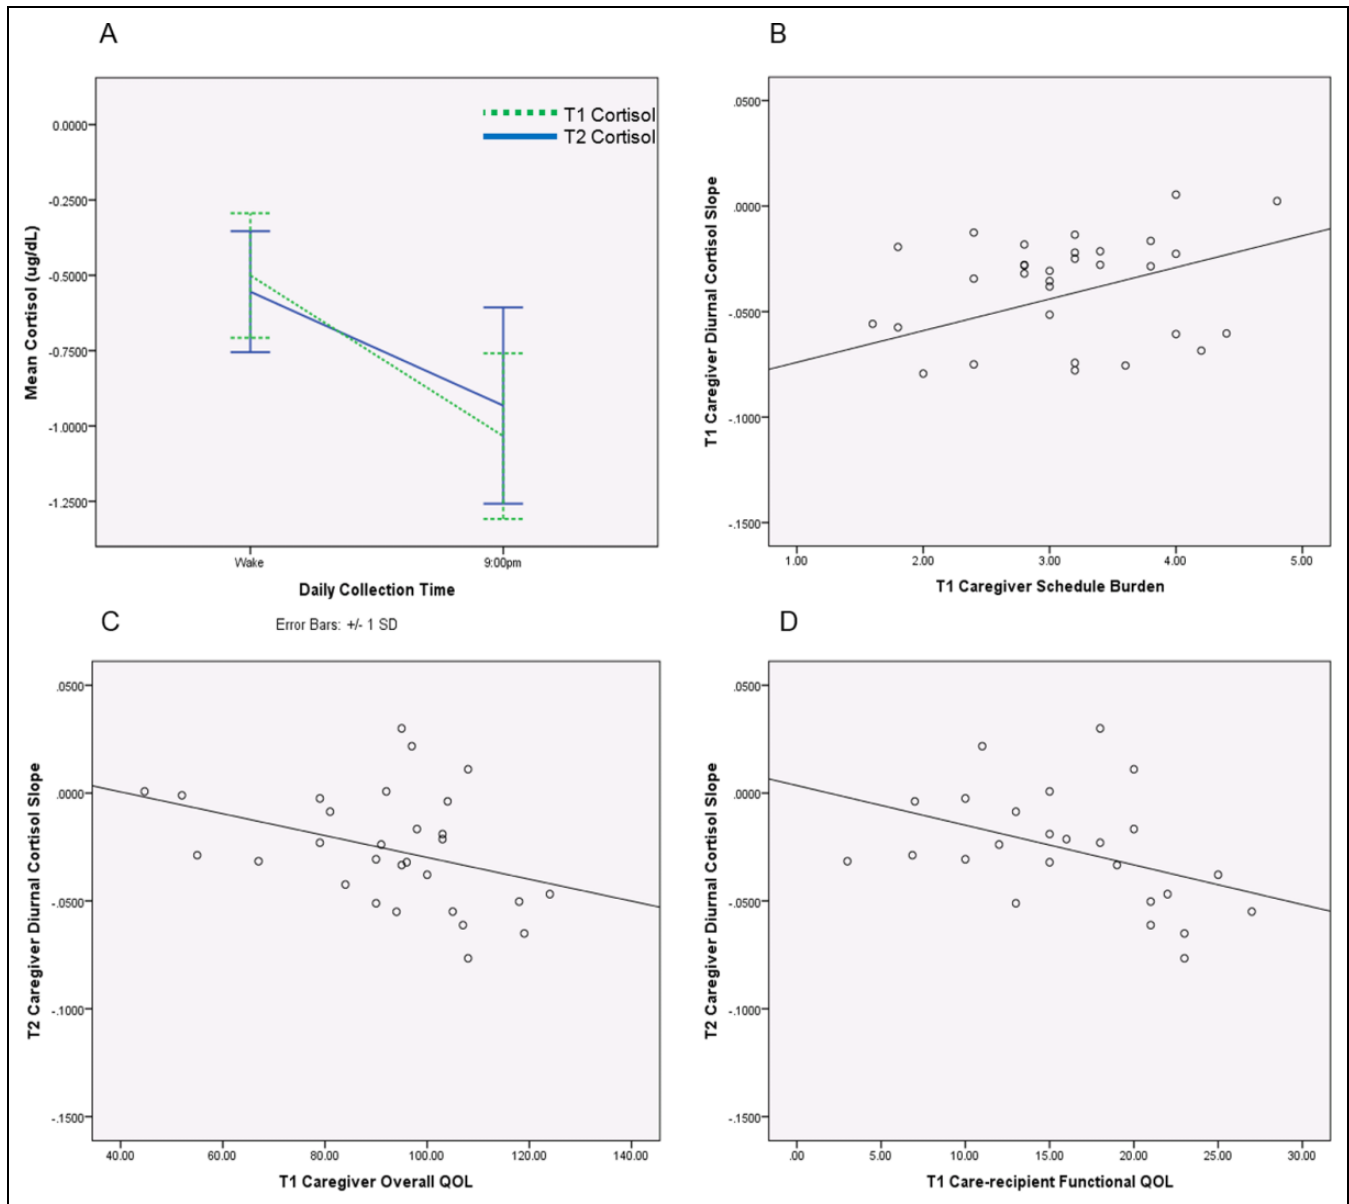 A
T1 Cortisol
T2 Cortisol
0.0000
-0.2500
-0.5000
-0.7500
-1.0000
-1.2500
Mean Cortisol (ug/dL)
Wake
9:00pm
Daily Collection Time
Error Bars: +/- 1 SD
B
.0500
.0000
-.0500
-.1000
-.1500
T1 Caregiver Diurnal Cortisol Slope
1.00
2.00
3.00
4.00
5.00
T1 Caregiver Schedule Burden
C
.0500
.0000
-.0500
-.1000
-.1500
T2 Caregiver Diurnal Cortisol Slope
40.00
60.00
80.00
100.00
120.00
140.00
T1 Caregiver Overall QOL
D
.0500
.0000
-.0500
-.1000
-.1500
T2 Caregiver Diurnal Cortisol Slope
.00
5.00
10.00
15.00
20.00
25.00
30.00
T1 Care-recipient Functional QOL